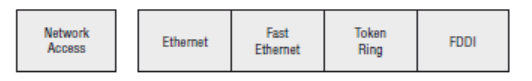 Network
Access
Ethernet
Fast
Ethernet
Token
Ring
FDDI